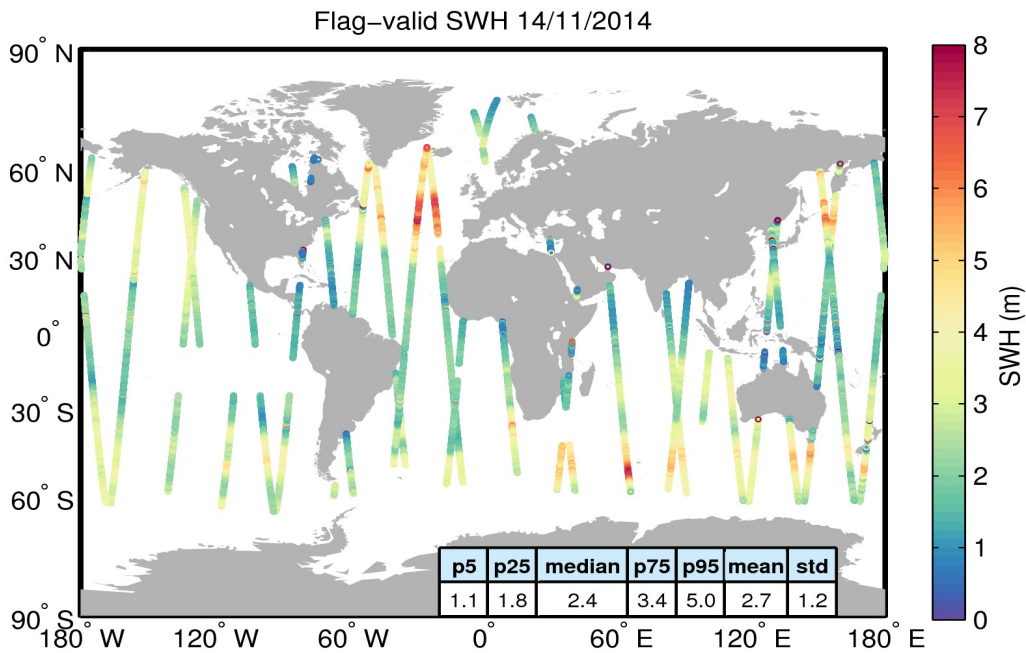 Flag−valid SWH 14/11/2014
90° N
60° N
30° N
0°
30° S
60° S
90° S
180° W
120° W
60° W
0°
60° E
120° E
180° E
p5 p25 median p75 p95 mean std
1.1 1.8 2.4 3.4 5.0 2.7 1.2
8
7
6
5
4
3
2
1
0
SWH (m)